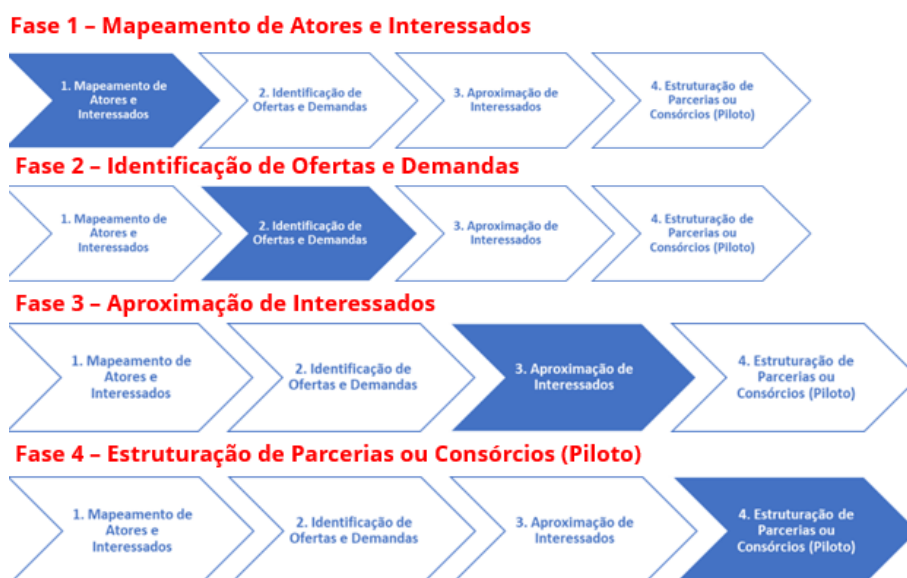 Fase 1 – Mapeamento de Atores e Interessados
1. Mapeamento de
Atores e
Interessados
2. Identificação de
Ofertas e Demandas
3. Aproximação de
Interessados
4. Estruturação de
Parcerias ou
Consórcios (Piloto)
Fase 2 – Identificação de Ofertas e Demandas
1. Mapeamento de
Atores e
Interessados
2. Identificação de
Ofertas e Demandas
3. Aproximação de
Interessados
4. Estruturação de
Parcerias ou
Consórcios (Piloto)
Fase 3 – Aproximação de Interessados
1. Mapeamento de
Atores e
Interessados
2. Identificação de
Ofertas e Demandas
3. Aproximação de
Interessados
4. Estruturação de
Parcerias ou
Consórcios (Piloto)
Fase 4 – Estruturação de Parcerias ou Consórcios (Piloto)
1. Mapeamento de
Atores e
Interessados
2. Identificação de
Ofertas e Demandas
3. Aproximação de
Interessados
4. Estruturação de
Parcerias ou
Consórcios (Piloto)